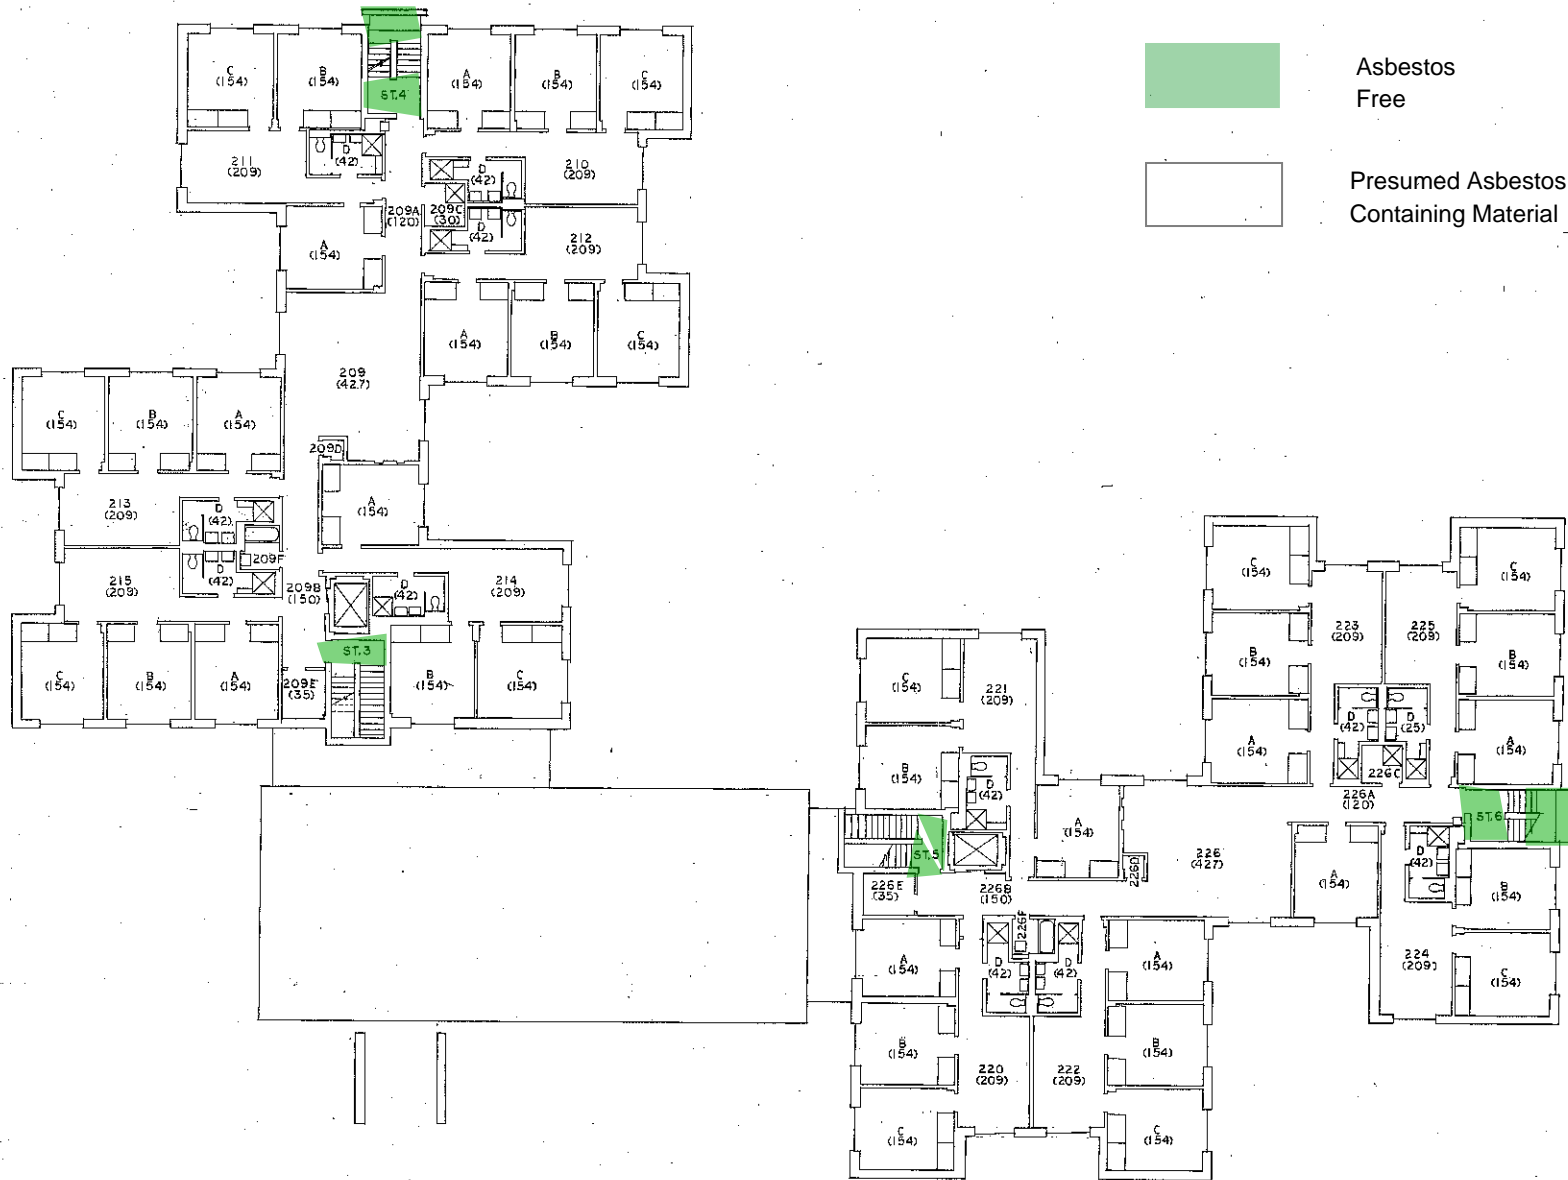 Asbestos
Free
Presumed Asbestos
Containing Material
C
(154)
B
(154)
ST.4
A
(154)
B
(154)
C
(154)
211
(209)
D
(42)
D
(42)
210
(209)
209A
(120)
209C
(30)
D
(42)
212
(209)
A
(154)
A
(154)
B
(154)
C
(154)
209
(427)
C
(154)
B
(154)
A
(154)
209D
213
(209)
D
(42)
A
(154)
209F
215
(209)
D
(42)
209B
(150)
D
(42)
214
(209)
C
(154)
B
(154)
A
(154)
ST.3
209E
(35)
B
(154)
C
(154)
C
(154)
221
(209)
B
(154)
D
(42)
A
(154)
ST.5
226E
(35)
226B
(150)
226D
226
(427)
226F
A
(154)
D
(42)
D
(42)
A
(154)
B
(154)
220
(209)
222
(209)
B
(154)
C
(154)
C
(154)
C
(154)
223
(209)
225
(209)
C
(154)
B
(154)
B
(154)
A
(154)
D
(42)
D
(25)
A
(154)
226C
226A
(120)
ST.6
A
(154)
D
(42)
B
(154)
224
(209)
C
(154)